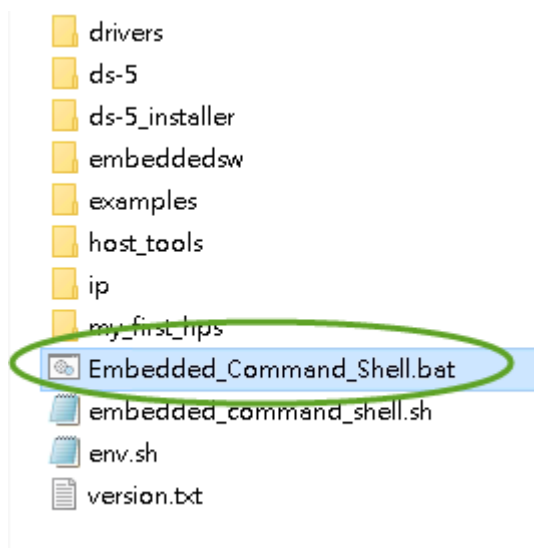 drivers
ds-5
ds-5_installer
embeddedsw
examples
host_tools
ip
my_first_hps
Embedded_Command_Shell.bat
embedded_command_shell.sh
env.sh
version.txt